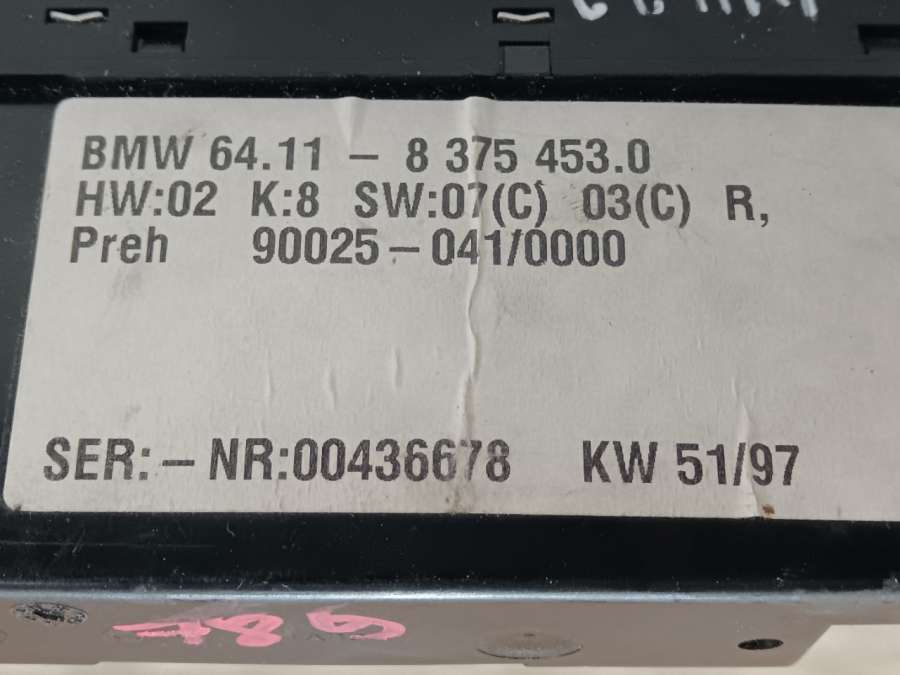 BMW 64.11 – 8 375 453.0
HW:02 K:8 SW:07(C) 03(C) R,
Preh 90025 – 041/0000
SER: – NR:00436678 KW 51/97